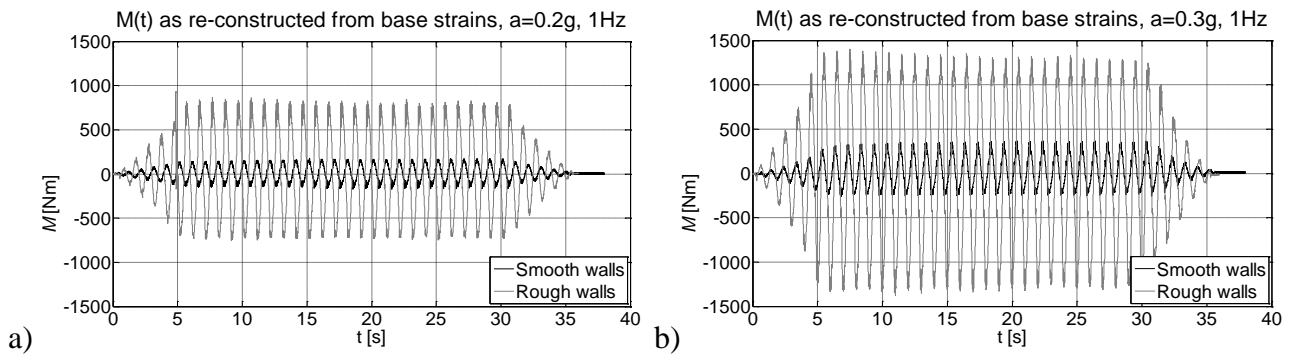 M(t) as re-constructed from base strains, a=0.2g, 1Hz
1500
1000
500
0
-500
-1000
-1500
M [Nm]
Smooth walls
Rough walls
0 5 10 15 20 25 30 35 40
t [s]
a)
M(t) as re-constructed from base strains, a=0.3g, 1Hz
1500
1000
500
0
-500
-1000
-1500
M [Nm]
Smooth walls
Rough walls
0 5 10 15 20 25 30 35 40
t [s]
b)